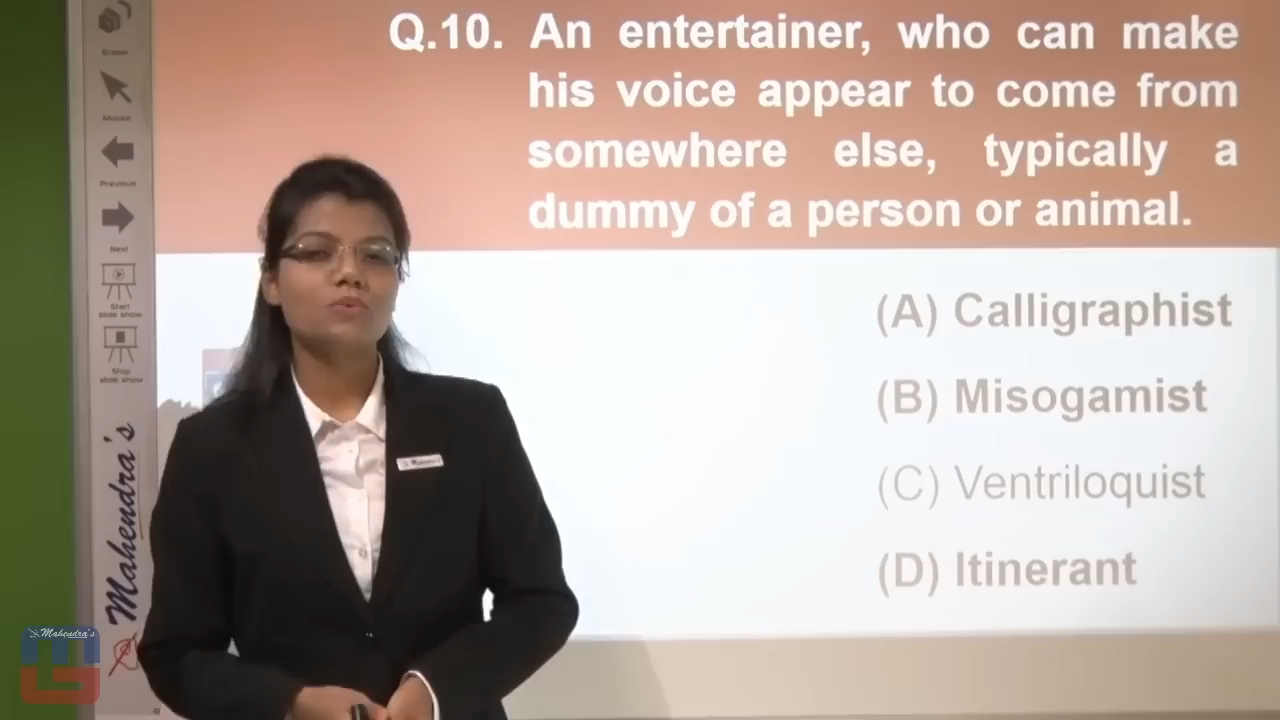 Q.10. An entertainer, who can make
his voice appear to come from
somewhere else, typically a
dummy of a person or animal.
(A) Calligraphist
(B) Misogamist
(C) Ventriloquist
(D) Itinerant
Eraser
Mouse
Previous
Next
Start
slide show
Stop
slide show
Mahendra's
Mahendra's